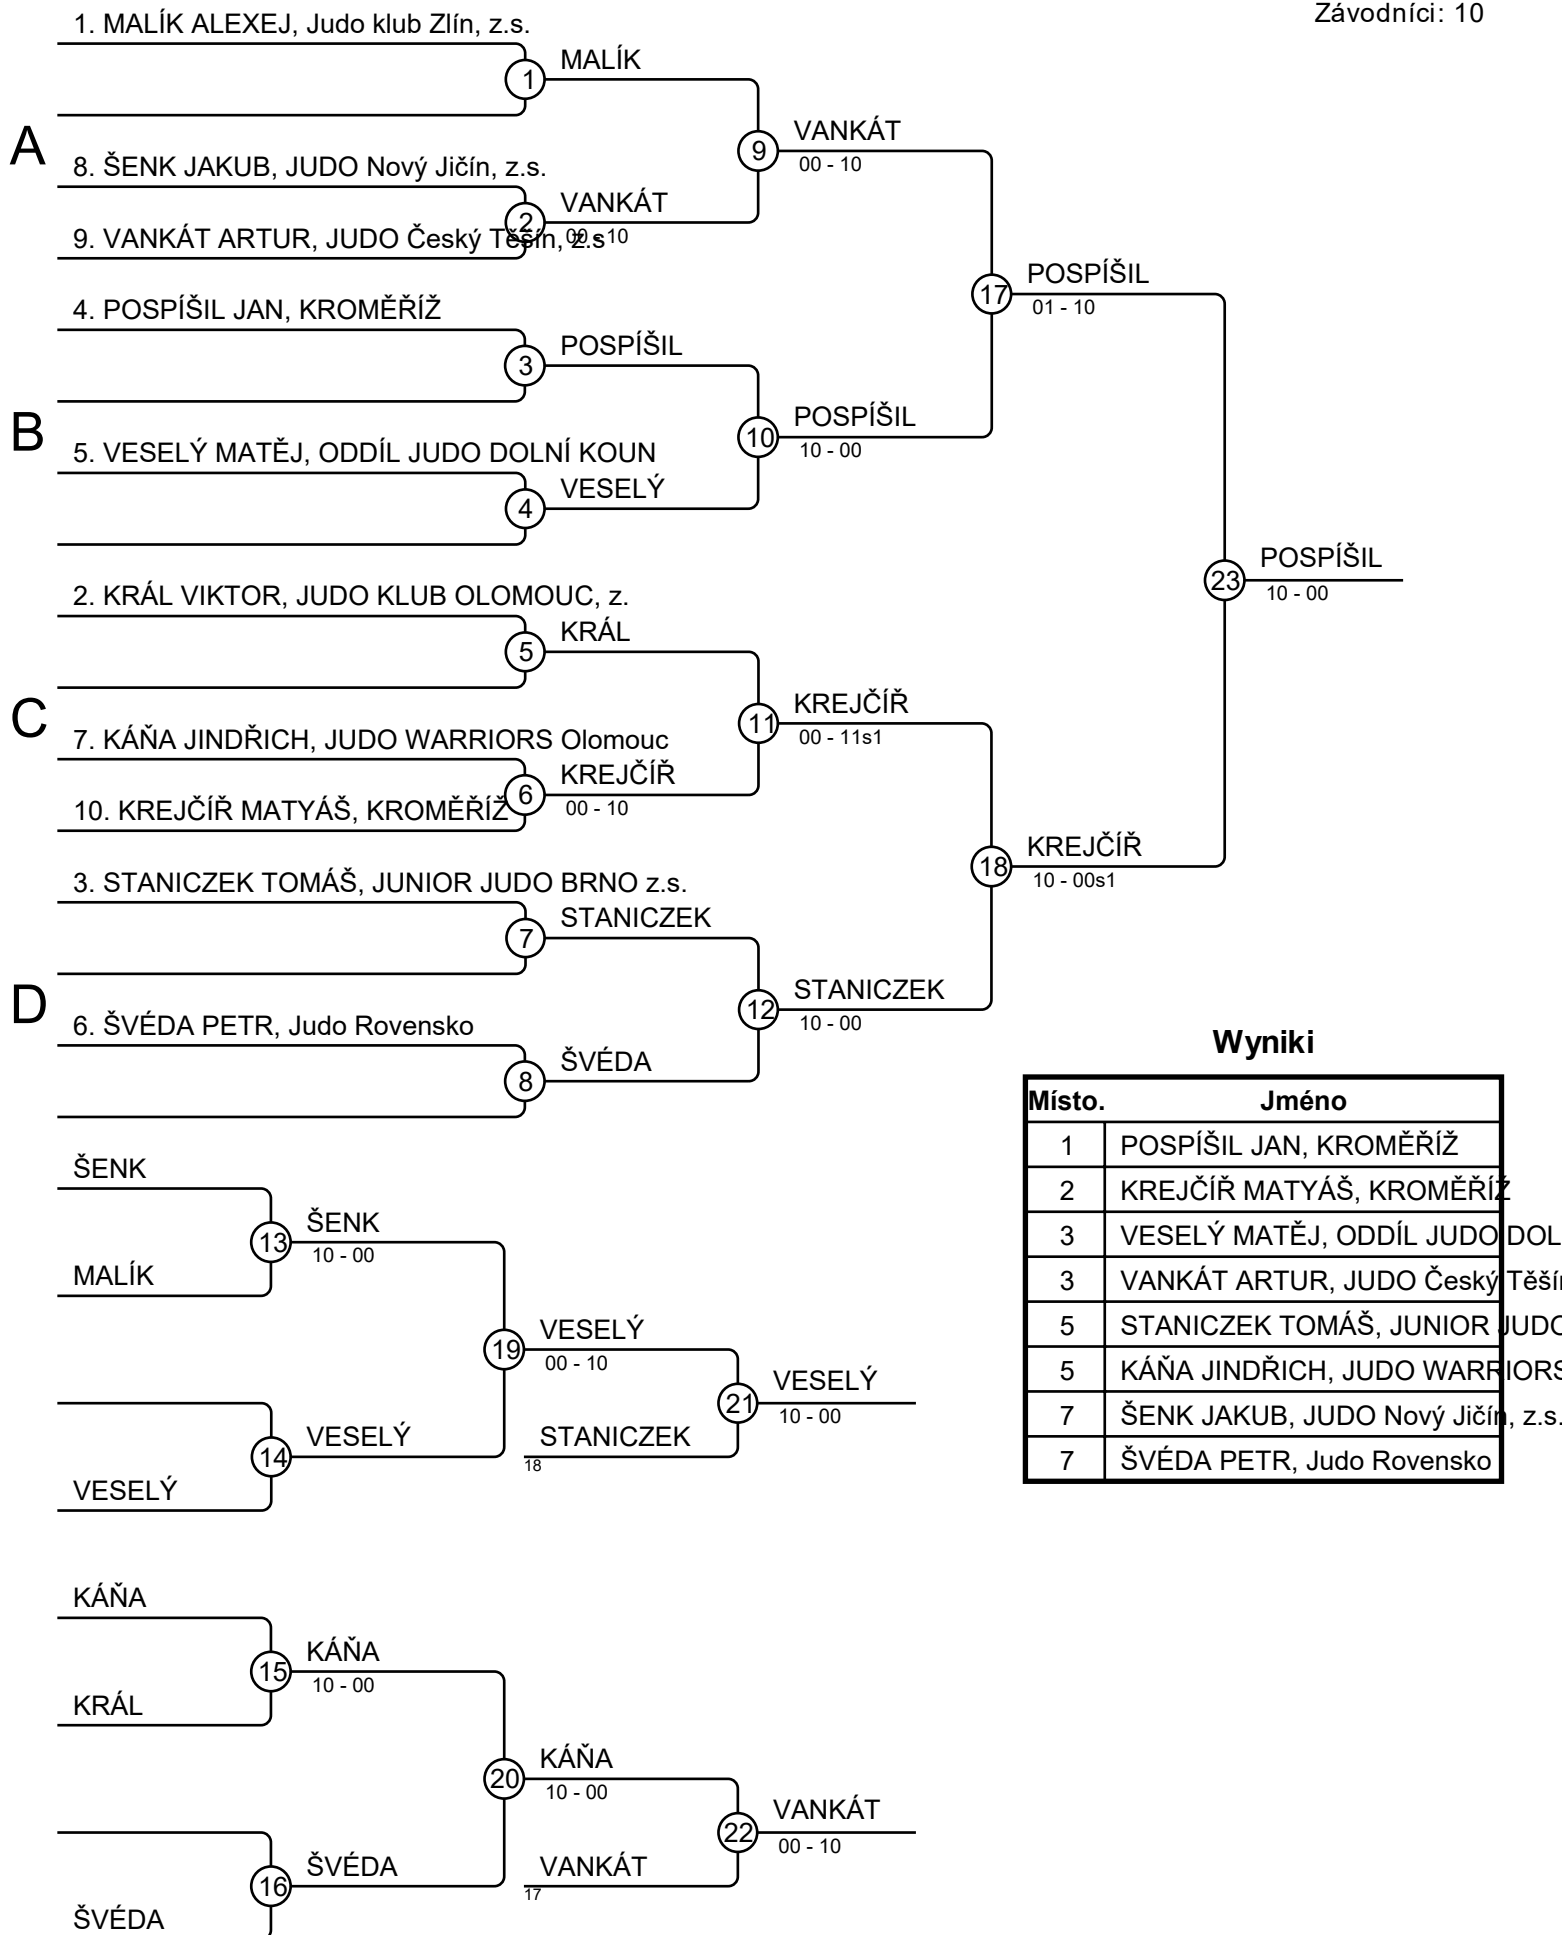 Závodníci: 10
1. MALÍK ALEXEJ, Judo klub Zlín, z.s.
1
MALÍK
A
8. ŠENK JAKUB, JUDO Nový Jičín, z.s.
2
VANKÁT
00 - 10
9. VANKÁT ARTUR, JUDO Český Těšín, z.s
9
VANKÁT
00 - 10
4. POSPÍŠIL JAN, KROMĚŘÍŽ
3
POSPÍŠIL
17
POSPÍŠIL
01 - 10
B
10
POSPÍŠIL
10 - 00
5. VESELÝ MATĚJ, ODDÍL JUDO DOLNÍ KOUN
4
VESELÝ
23
POSPÍŠIL
10 - 00
2. KRÁL VIKTOR, JUDO KLUB OLOMOUC, z.
5
KRÁL
C
11
KREJČÍŘ
00 - 11s1
7. KÁŇA JINDŘICH, JUDO WARRIORS Olomouc
6
KREJČÍŘ
00 - 10
10. KREJČÍŘ MATYÁŠ, KROMĚŘÍŽ
18
KREJČÍŘ
10 - 00s1
3. STANICZEK TOMÁŠ, JUNIOR JUDO BRNO z.s.
7
STANICZEK
D
12
STANICZEK
10 - 00
6. ŠVÉDA PETR, Judo Rovensko
8
ŠVÉDA
Wyniki
Místo. Jméno
1 POSPÍŠIL JAN, KROMĚŘÍŽ
2 KREJČÍŘ MATYÁŠ, KROMĚŘÍŽ
3 VESELÝ MATĚJ, ODDÍL JUDO DOL
3 VANKÁT ARTUR, JUDO Český Těšín
5 STANICZEK TOMÁŠ, JUNIOR JUDO
5 KÁŇA JINDŘICH, JUDO WARRIORS
7 ŠENK JAKUB, JUDO Nový Jičín, z.s.
7 ŠVÉDA PETR, Judo Rovensko
ŠENK
13
ŠENK
10 - 00
MALÍK
19
VESELÝ
00 - 10
14
VESELÝ
VESELÝ
STANICZEK
18
21
VESELÝ
10 - 00
KÁŇA
15
KÁŇA
10 - 00
KRÁL
20
KÁŇA
10 - 00
16
ŠVÉDA
ŠVÉDA
VANKÁT
17
22
VANKÁT
00 - 10